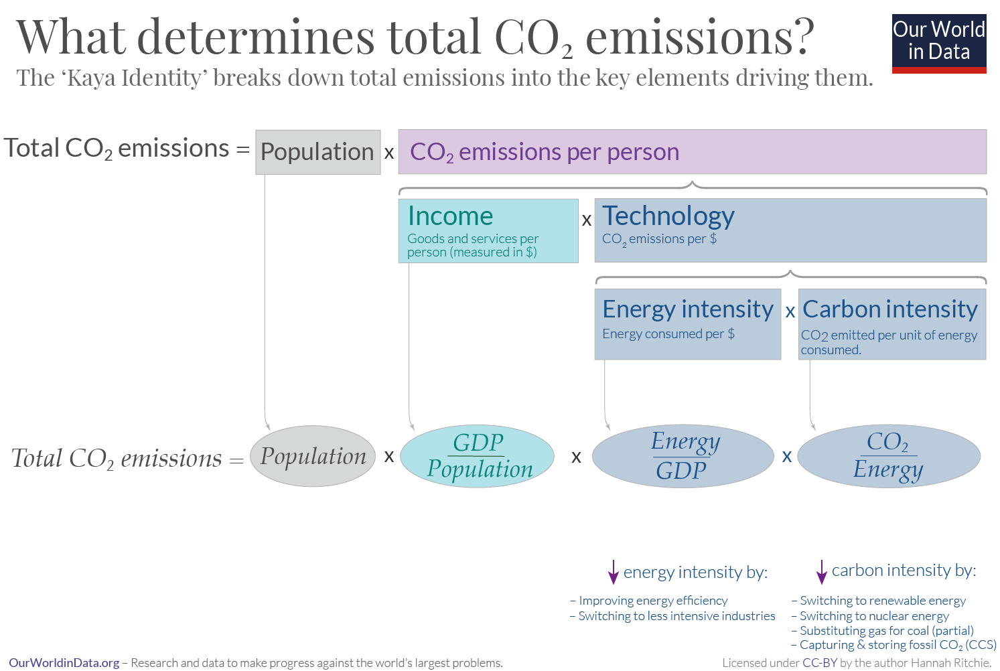 What determines total CO₂ emissions?
Our World
in Data
The ‘Kaya Identity’ breaks down total emissions into the key elements driving them.
Total CO₂ emissions = Population x CO₂ emissions per person
Income x Technology
Goods and services per
person (measured in $)
CO₂ emissions per $
Energy intensity x Carbon intensity
Energy consumed per $
CO2 emitted per unit of energy
consumed.
Total CO₂ emissions = Population x GDP/Population x Energy/GDP x CO₂/Energy
energy intensity by:
– Improving energy efficiency
– Switching to less intensive industries
carbon intensity by:
– Switching to renewable energy
– Switching to nuclear energy
– Substituting gas for coal (partial)
– Capturing & storing fossil CO₂ (CCS)
OurWorldinData.org – Research and data to make progress against the world’s largest problems.
Licensed under CC-BY by the author Hannah Ritchie.